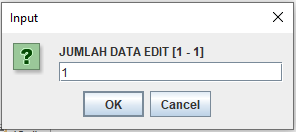 Input
JUMLAH DATA EDIT [1 - 1]
1
OK Cancel